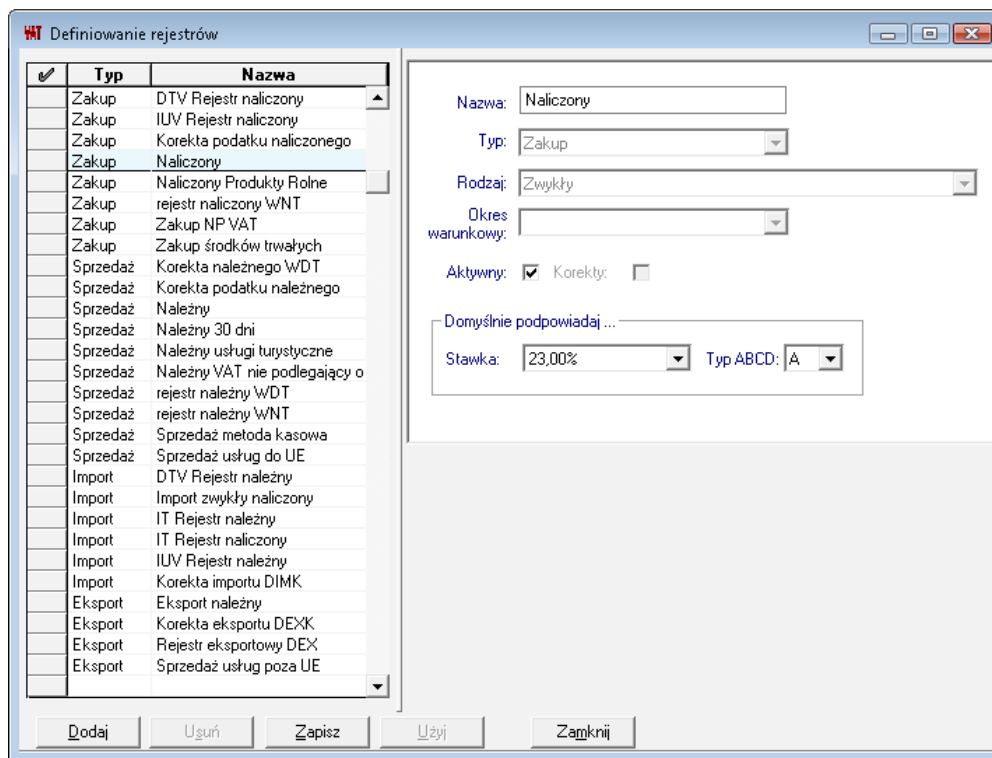 VAT Definiowanie rejestrów
Typ Nazwa
Zakup DTV Rejestr naliczony
Zakup IUV Rejestr naliczony
Zakup Korekta podatku naliczonego
Zakup Naliczony
Zakup Naliczony Produkty Rolne
Zakup rejestr naliczony WNT
Zakup Zakup NP VAT
Zakup Zakup środków trwałych
Sprzedaż Korekta należnego WDT
Sprzedaż Korekta podatku należnego
Sprzedaż Należny
Sprzedaż Należny 30 dni
Sprzedaż Należny usługi turystyczne
Sprzedaż Należny VAT nie podlegający o
Sprzedaż rejestr należny WDT
Sprzedaż rejestr należny WNT
Sprzedaż Sprzedaż metoda kasowa
Sprzedaż Sprzedaż usług do UE
Import DTV Rejestr należny
Import Import zwykły naliczony
Import IT Rejestr należny
Import IT Rejestr naliczony
Import IUV Rejestr należny
Import Korekta importu DIMK
Eksport Eksport należny
Eksport Korekta eksportu DEXK
Eksport Rejestr eksportowy DEX
Eksport Sprzedaż usług poza UE
Nazwa: Naliczony
Typ: Zakup
Rodzaj: Zwykły
Okres
warunkowy:
Aktywny: Korekty:
Domyślnie podpowiadaj ...
Stawka: 23,00% Typ ABCD: A
Dodaj Usuń Zapisz Użyj Zamknij